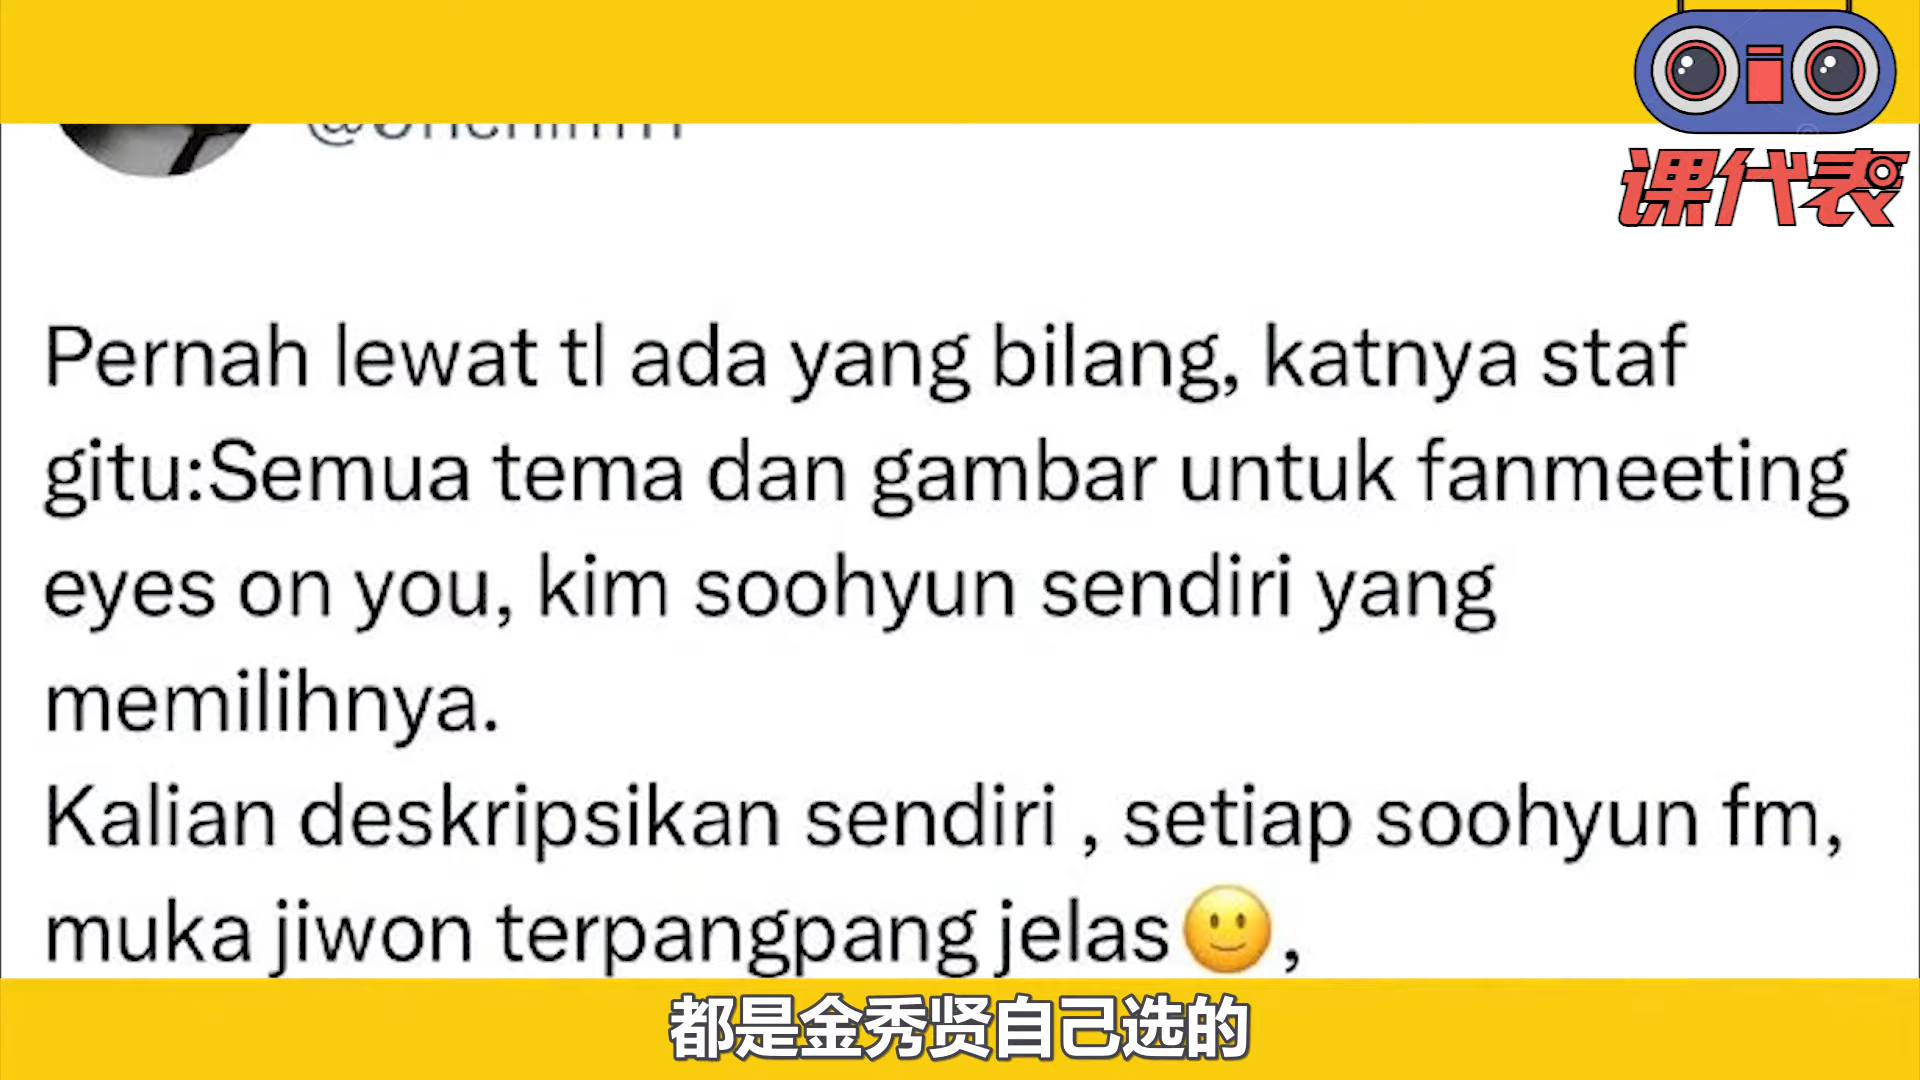 课代表
Pernah lewat tl ada yang bilang, katnya staf
gitu:Semua tema dan gambar untuk fanmeeting
eyes on you, kim soohyun sendiri yang
memilihnya.
Kalian deskripsikan sendiri , setiap soohyun fm,
muka jiwon terpangpang jelas🙂,
都是金秀贤自己选的